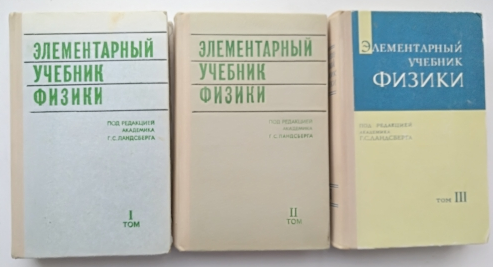 ЭЛЕМЕНТАРНЫЙ
УЧЕБНИК
ФИЗИКИ
ПОД РЕДАКЦИЕЙ
АКАДЕМИКА
Г.С.ЛАНДСБЕРГА
I
ТОМ
ЭЛЕМЕНТАРНЫЙ
УЧЕБНИК
ФИЗИКИ
ПОД РЕДАКЦИЕЙ
АКАДЕМИКА
Г.С.ЛАНДСБЕРГА
II
ТОМ
ЭЛЕМЕНТАРНЫЙ
УЧЕБНИК
ФИЗИКИ
ПОД РЕДАКЦИЕЙ
АКАДЕМИКА
Г.С.ЛАНДСБЕРГА
ТОМ III